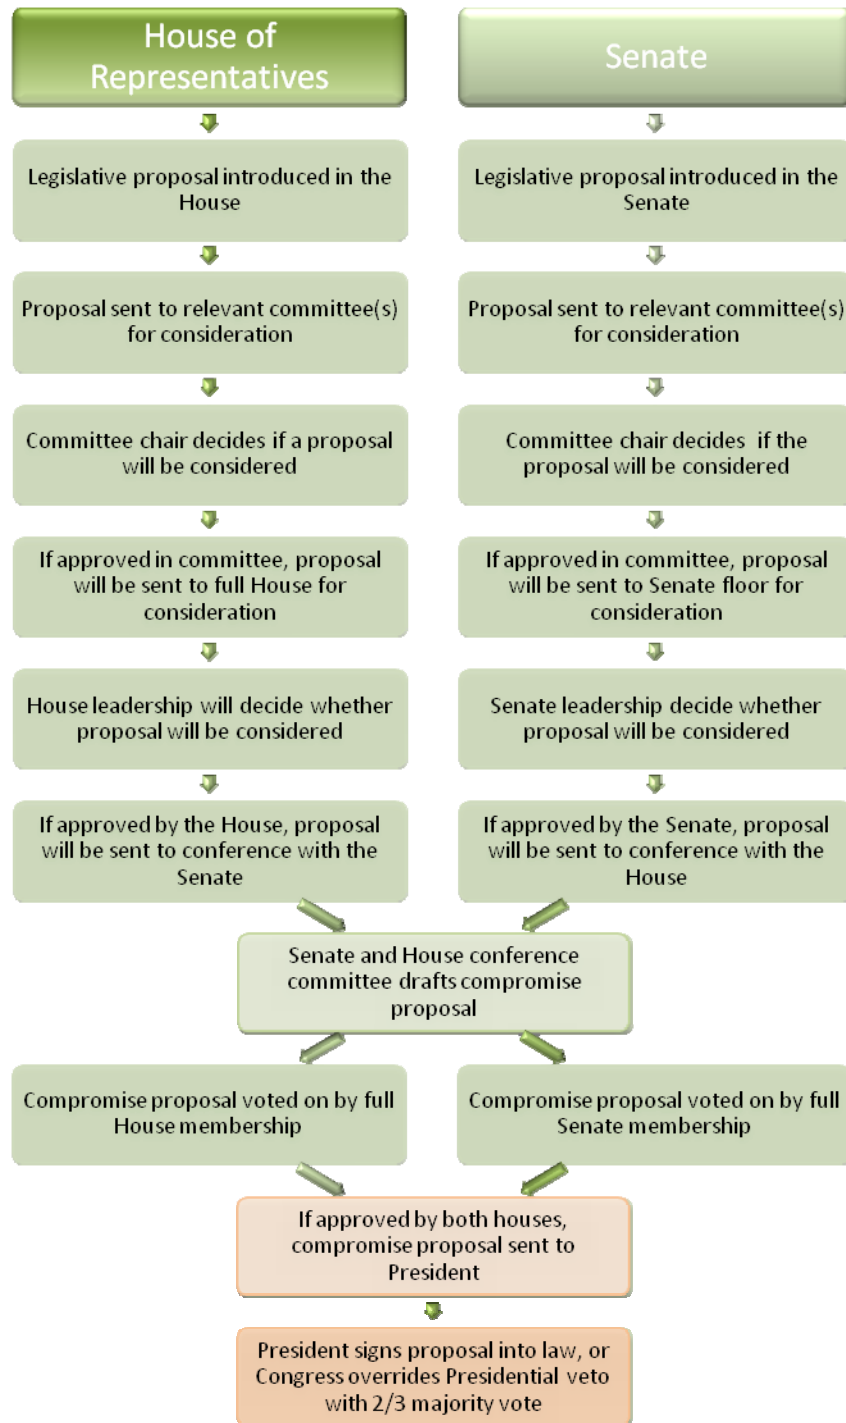 House of
Representatives
Senate
Legislative proposal introduced in the
House
Legislative proposal introduced in the
Senate
Proposal sent to relevant committee(s)
for consideration
Proposal sent to relevant committee(s)
for consideration
Committee chair decides if a proposal
will be considered
Committee chair decides if the
proposal will be considered
If approved in committee, proposal
will be sent to full House for
consideration
If approved in committee, proposal
will be sent to Senate floor for
consideration
House leadership will decide whether
proposal will be considered
Senate leadership decide whether
proposal will be considered
If approved by the House, proposal
will be sent to conference with the
Senate
If approved by the Senate, proposal
will be sent to conference with the
House
Senate and House conference
committee drafts compromise
proposal
Compromise proposal voted on by full
House membership
Compromise proposal voted on by full
Senate membership
If approved by both houses,
compromise proposal sent to
President
President signs proposal into law, or
Congress overrides Presidential veto
with 2/3 majority vote